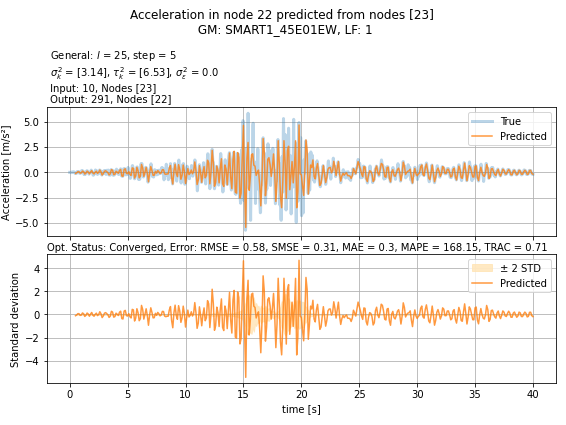 Acceleration in node 22 predicted from nodes [23]
GM: SMART1_45E01EW, LF: 1
General: l = 25, step = 5
σ²ₖ = [3.14], τ²ₖ = [6.53], σ²ₑ = 0.0
Input: 10, Nodes [23]
Output: 291, Nodes [22]
Acceleration [m/s²]
5.0
2.5
0.0
−2.5
−5.0
True
Predicted
Opt. Status: Converged, Error: RMSE = 0.58, SMSE = 0.31, MAE = 0.3, MAPE = 168.15, TRAC = 0.71
Standard deviation
4
2
0
−2
−4
± 2 STD
Predicted
0 5 10 15 20 25 30 35 40
time [s]